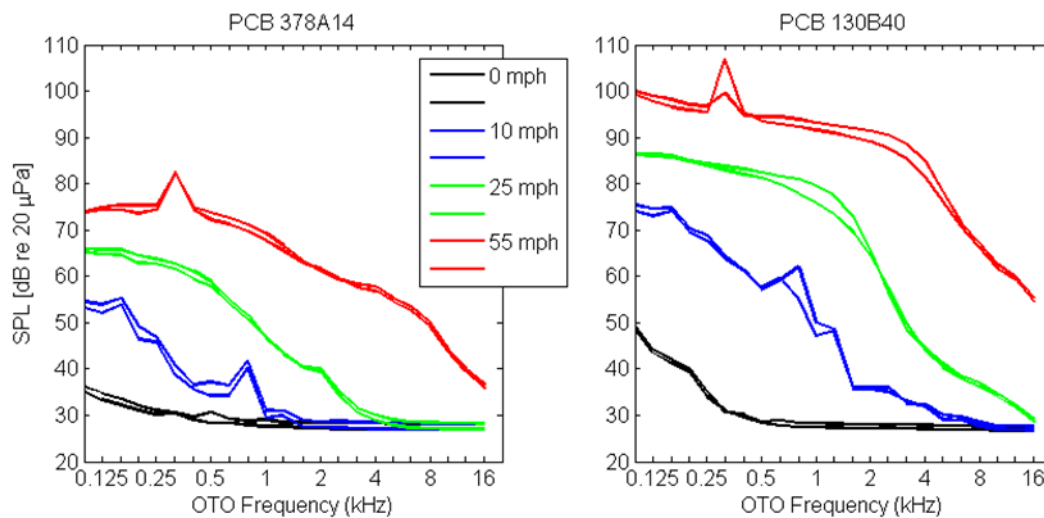 PCB 378A14
PCB 130B40
SPL [dB re 20 μPa]
110
100
90
80
70
60
50
40
30
20
0.125 0.25 0.5 1 2 4 8 16
OTO Frequency (kHz)
0 mph
10 mph
25 mph
55 mph
110
100
90
80
70
60
50
40
30
20
0.125 0.25 0.5 1 2 4 8 16
OTO Frequency (kHz)